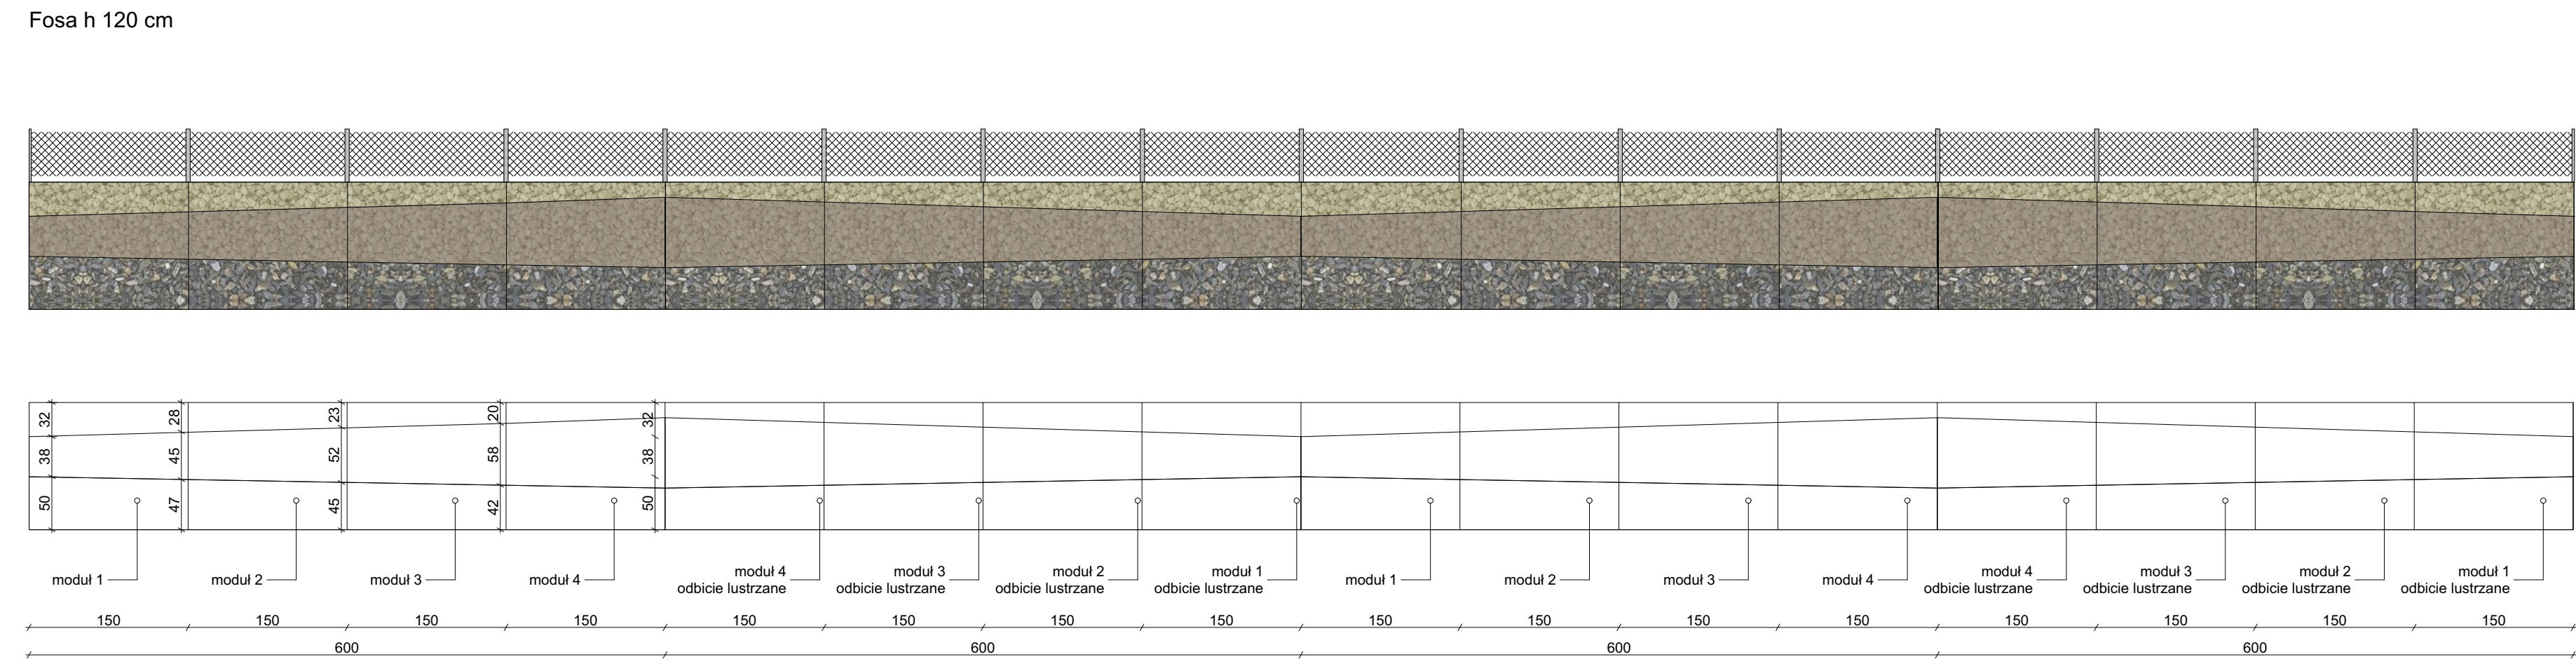 Fosa h 120 cm
32 28 23 20 32
38 45 52 58 38
50 47 45 42 50
moduł 1 moduł 2 moduł 3 moduł 4 moduł 4 moduł 3 moduł 2 moduł 1 moduł 1 moduł 2 moduł 3 moduł 4 moduł 4 moduł 3 moduł 2 moduł 1
odbicie lustrzane odbicie lustrzane odbicie lustrzane odbicie lustrzane odbicie lustrzane odbicie lustrzane odbicie lustrzane odbicie lustrzane
150 150 150 150 150 150 150 150 150 150 150 150 150 150 150 150
600 600 600 600